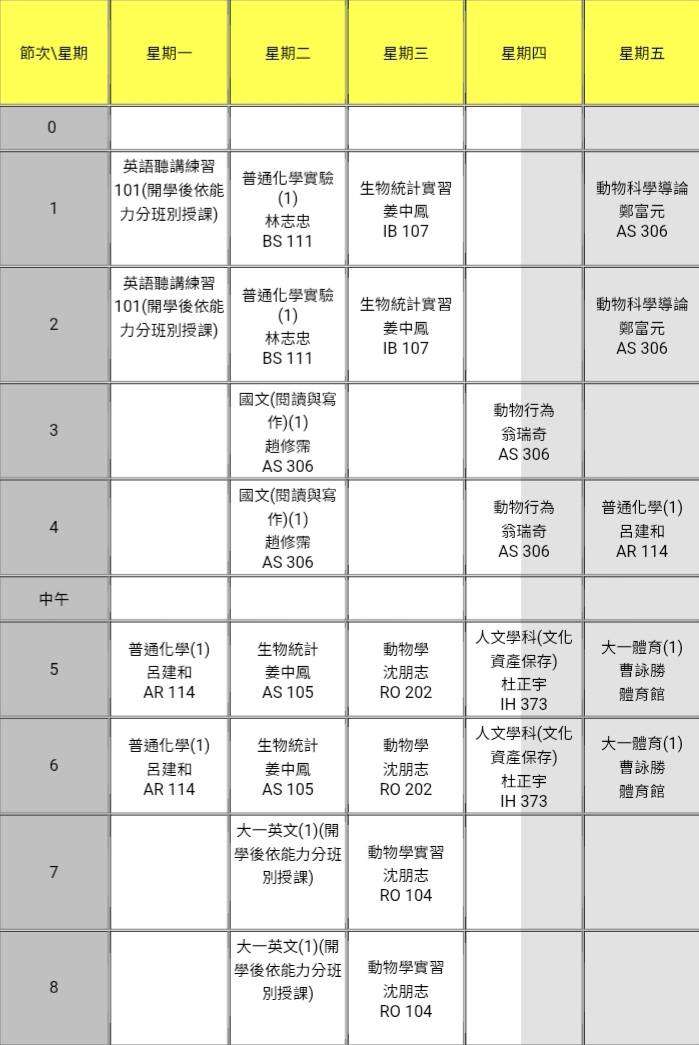 節次\星期 星期一 星期二 星期三 星期四 星期五
0
1
英語聽講練習
101(開學後依能
力分班別授課)
普通化學實驗
(1)
林志忠
BS 111
生物統計實習
姜中鳳
IB 107
動物科學導論
鄭富元
AS 306
2
英語聽講練習
101(開學後依能
力分班別授課)
普通化學實驗
(1)
林志忠
BS 111
生物統計實習
姜中鳳
IB 107
動物科學導論
鄭富元
AS 306
3
國文(閱讀與寫
作)(1)
趙修霈
AS 306
動物行為
翁瑞奇
AS 306
4
國文(閱讀與寫
作)(1)
趙修霈
AS 306
動物行為
翁瑞奇
AS 306
普通化學(1)
呂建和
AR 114
中午
5
普通化學(1)
呂建和
AR 114
生物統計
姜中鳳
AS 105
動物學
沈朋志
RO 202
人文學科(文化
資產保存)
杜正宇
IH 373
大一體育(1)
曹詠勝
體育館
6
普通化學(1)
呂建和
AR 114
生物統計
姜中鳳
AS 105
動物學
沈朋志
RO 202
人文學科(文化
資產保存)
杜正宇
IH 373
大一體育(1)
曹詠勝
體育館
7
大一英文(1)(開
學後依能力分班
別授課)
動物學實習
沈朋志
RO 104
8
大一英文(1)(開
學後依能力分班
別授課)
動物學實習
沈朋志
RO 104